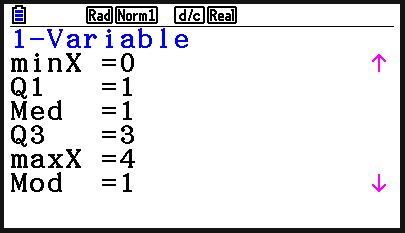 Rad Norm1 d/c Real
1-Variable
minX =0
Q1 =1
Med =1
Q3 =3
maxX =4
Mod =1